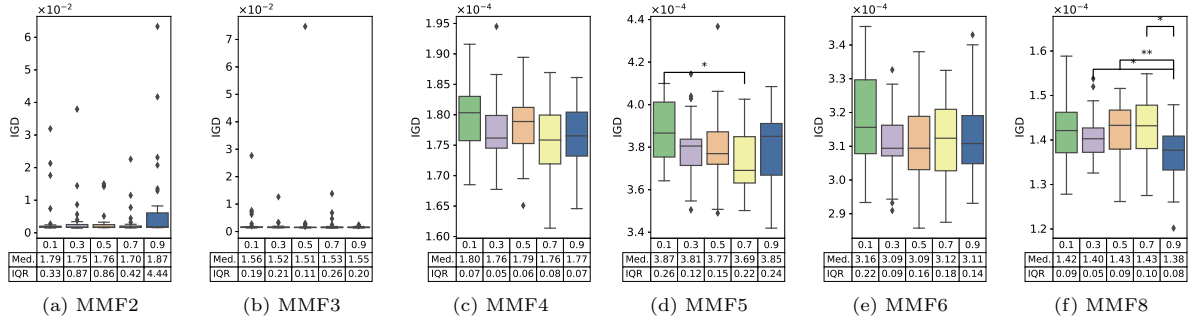 ×10⁻²
6
5
4
3
2
1
0
IGD
0.1 0.3 0.5 0.7 0.9
Med. 1.79 1.75 1.76 1.70 1.87
IQR 0.33 0.87 0.86 0.42 4.44
(a) MMF2
×10⁻²
6
4
2
0
IGD
0.1 0.3 0.5 0.7 0.9
Med. 1.56 1.52 1.51 1.53 1.55
IQR 0.19 0.21 0.11 0.26 0.20
(b) MMF3
×10⁻⁴
1.95
1.90
1.85
1.80
1.75
1.70
1.65
1.60
IGD
0.1 0.3 0.5 0.7 0.9
Med. 1.80 1.76 1.79 1.76 1.77
IQR 0.07 0.05 0.06 0.08 0.07
(c) MMF4
×10⁻⁴
4.4
4.2
4.0
3.8
3.6
3.4
IGD
*
0.1 0.3 0.5 0.7 0.9
Med. 3.87 3.81 3.77 3.69 3.85
IQR 0.26 0.12 0.15 0.22 0.24
(d) MMF5
×10⁻⁴
3.4
3.3
3.2
3.1
3.0
2.9
IGD
0.1 0.3 0.5 0.7 0.9
Med. 3.16 3.09 3.09 3.12 3.11
IQR 0.22 0.09 0.16 0.18 0.14
(e) MMF6
×10⁻⁴
1.6
1.5
1.4
1.3
1.2
IGD
*
**
*
0.1 0.3 0.5 0.7 0.9
Med. 1.42 1.40 1.43 1.43 1.38
IQR 0.09 0.05 0.09 0.10 0.08
(f) MMF8